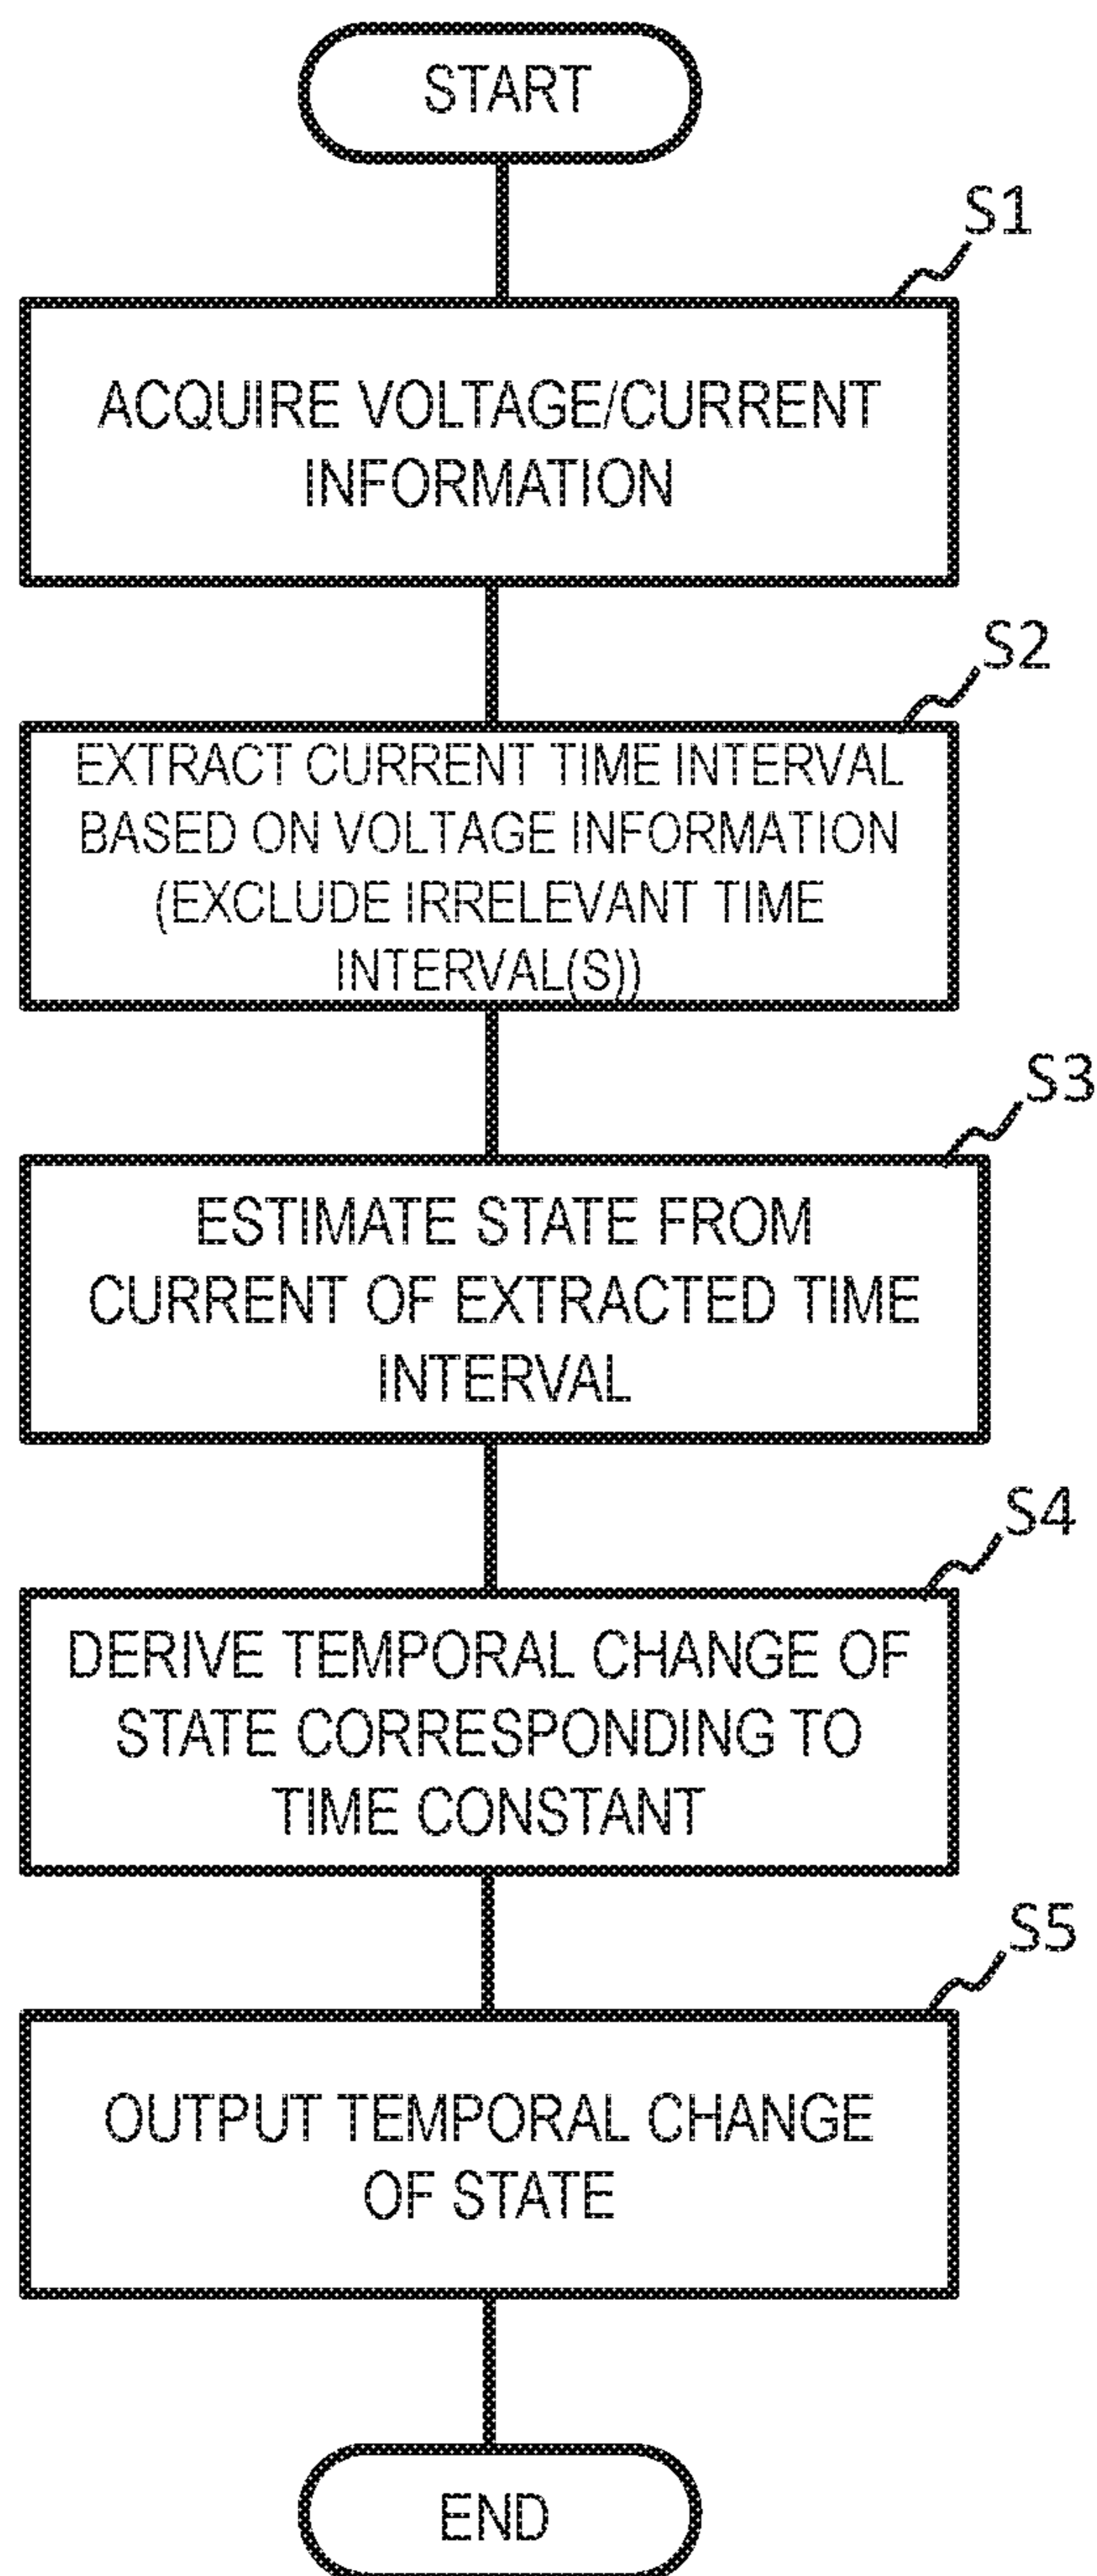 START
S1
ACQUIRE VOLTAGE/CURRENT
INFORMATION
S2
EXTRACT CURRENT TIME INTERVAL
BASED ON VOLTAGE INFORMATION
(EXCLUDE IRRELEVANT TIME
INTERVAL(S))
S3
ESTIMATE STATE FROM
CURRENT OF EXTRACTED TIME
INTERVAL
S4
DERIVE TEMPORAL CHANGE OF
STATE CORRESPONDING TO
TIME CONSTANT
S5
OUTPUT TEMPORAL CHANGE
OF STATE
END